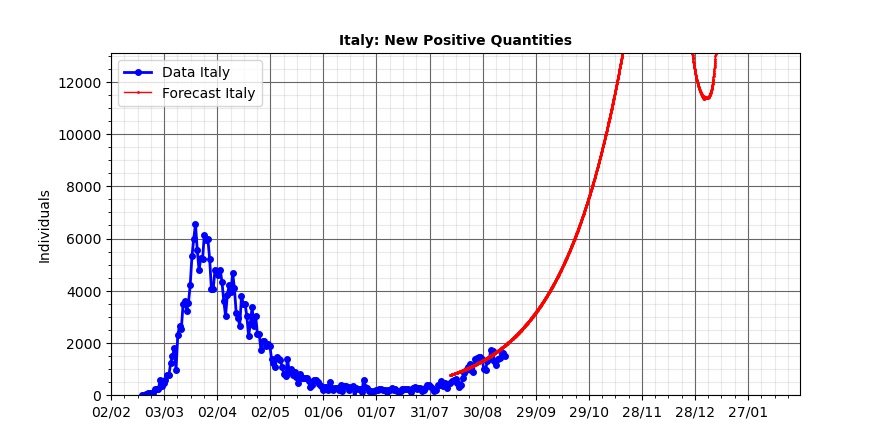 Italy: New Positive Quantities
Data Italy
Forecast Italy
Individuals
12000
10000
8000
6000
4000
2000
0
02/02 03/03 02/04 02/05 01/06 01/07 31/07 30/08 29/09 29/10 28/11 28/12 27/01